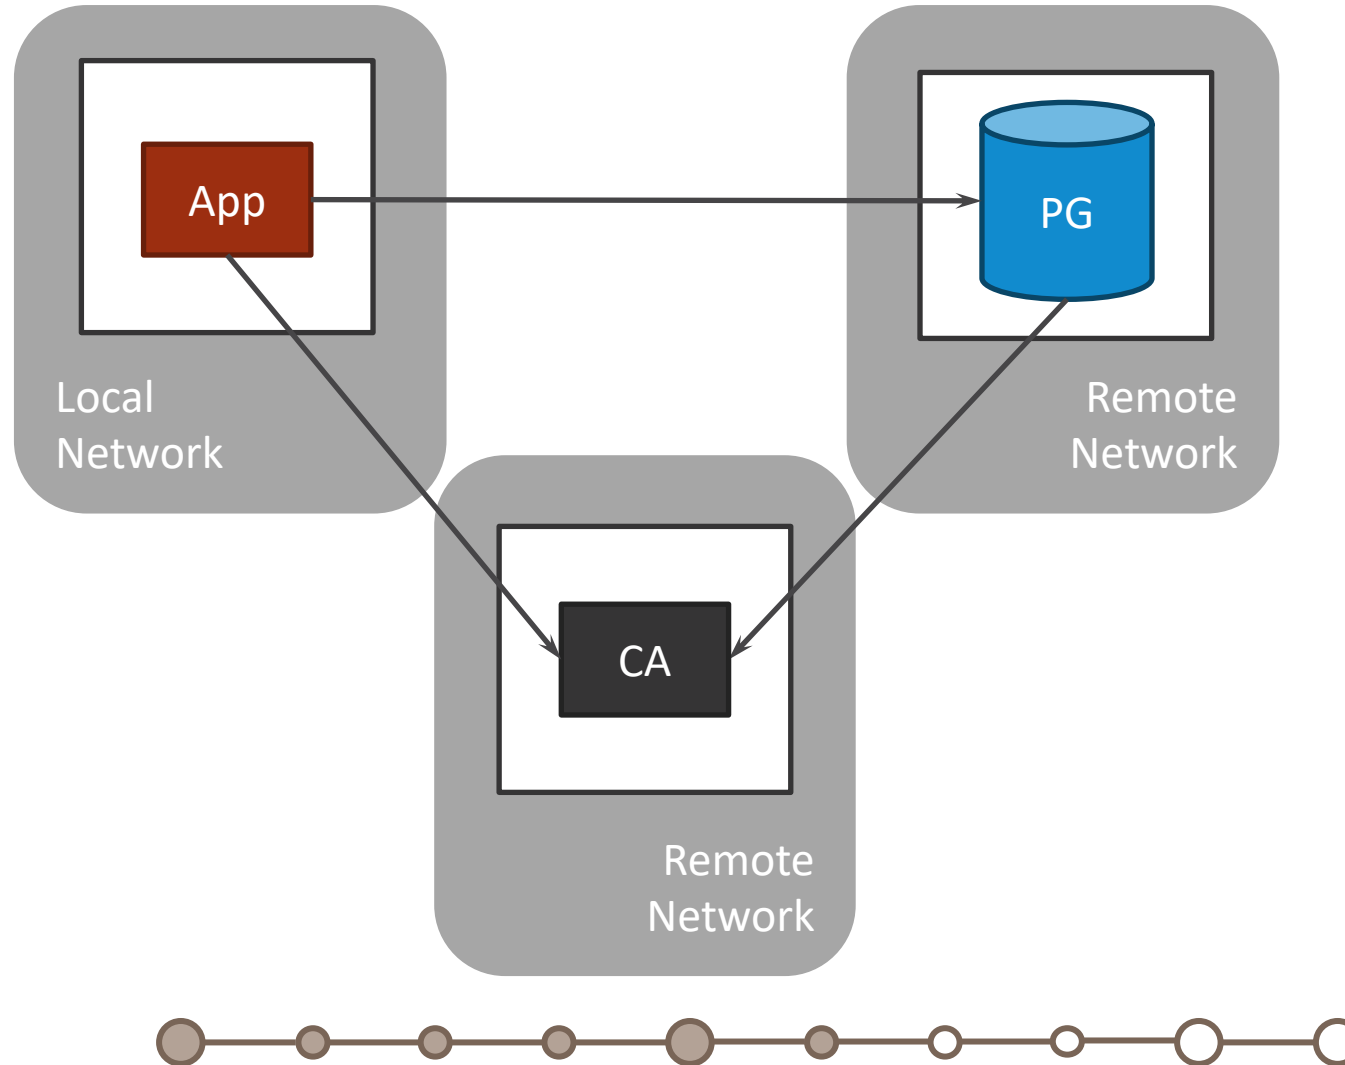 App
PG
Local
Network
Remote
Network
CA
Remote
Network